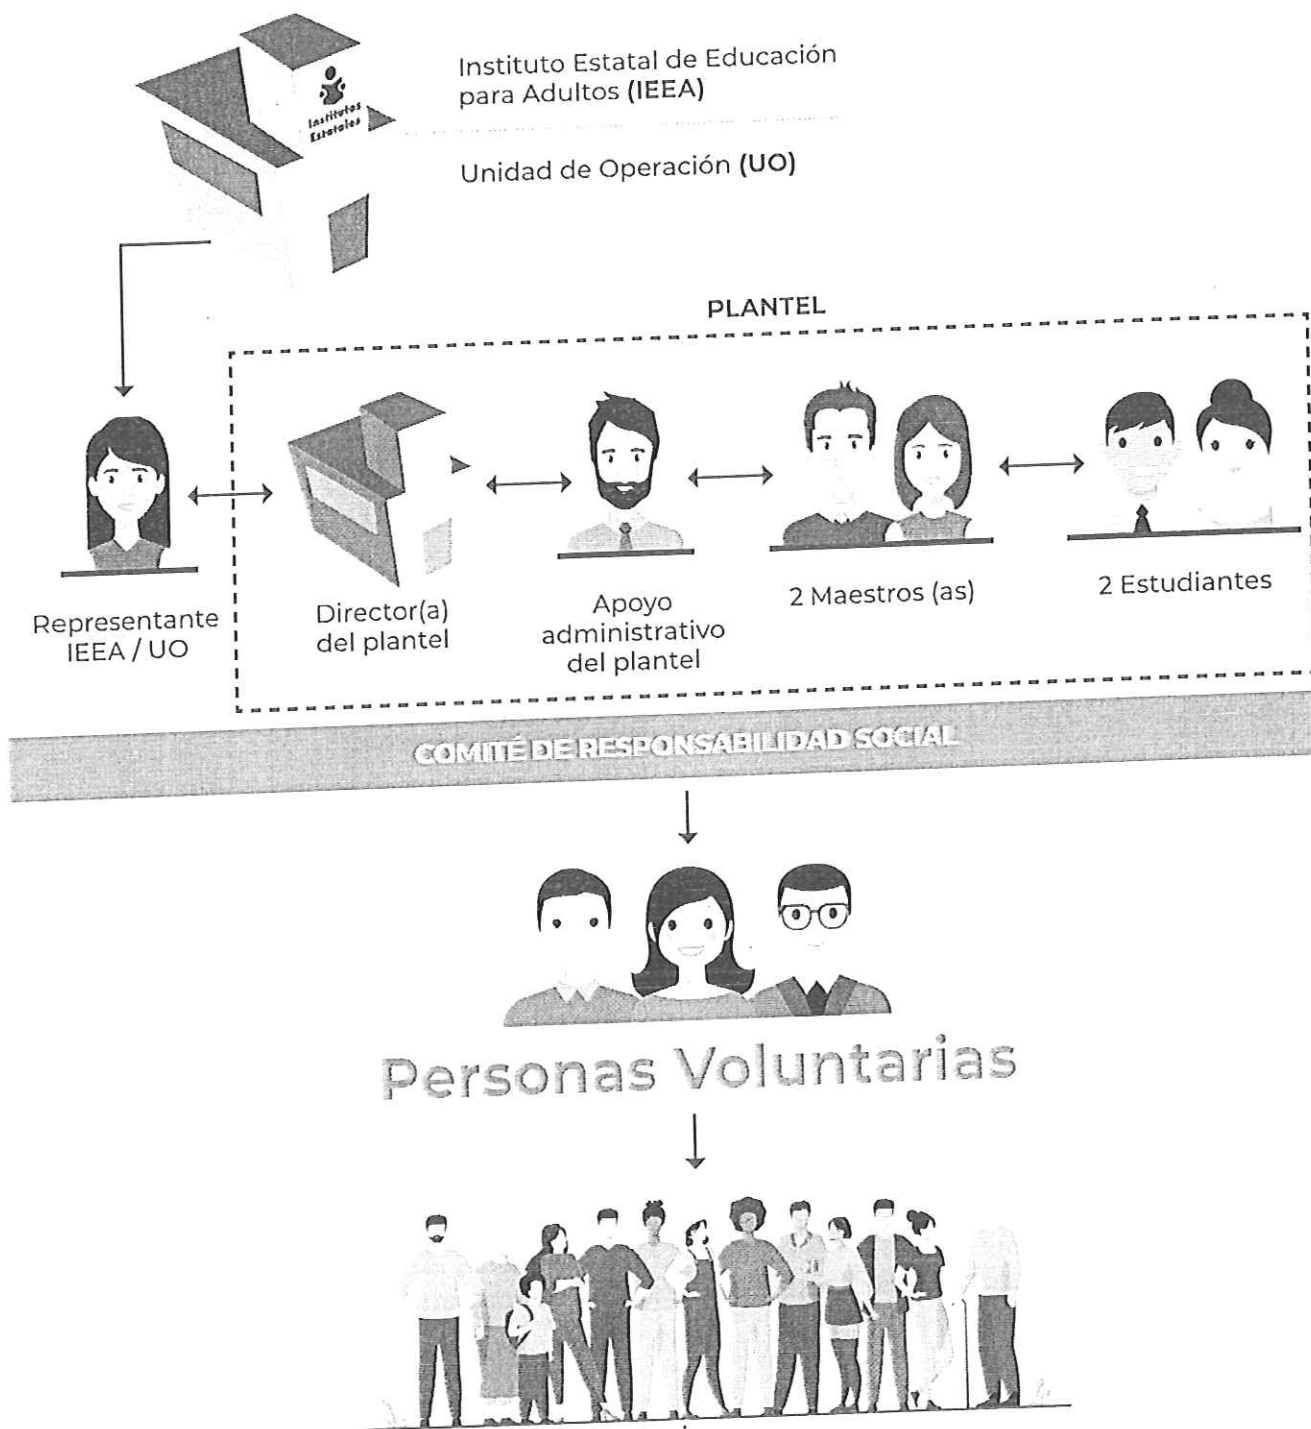 Institutos
Estatales
Instituto Estatal de Educación
para Adultos (IEEA)
Unidad de Operación (UO)
PLANTEL
Representante
IEEA / UO
Director(a)
del plantel
Apoyo
administrativo
del plantel
2 Maestros (as)
2 Estudiantes
COMITÉ DE RESPONSABILIDAD SOCIAL
Personas Voluntarias